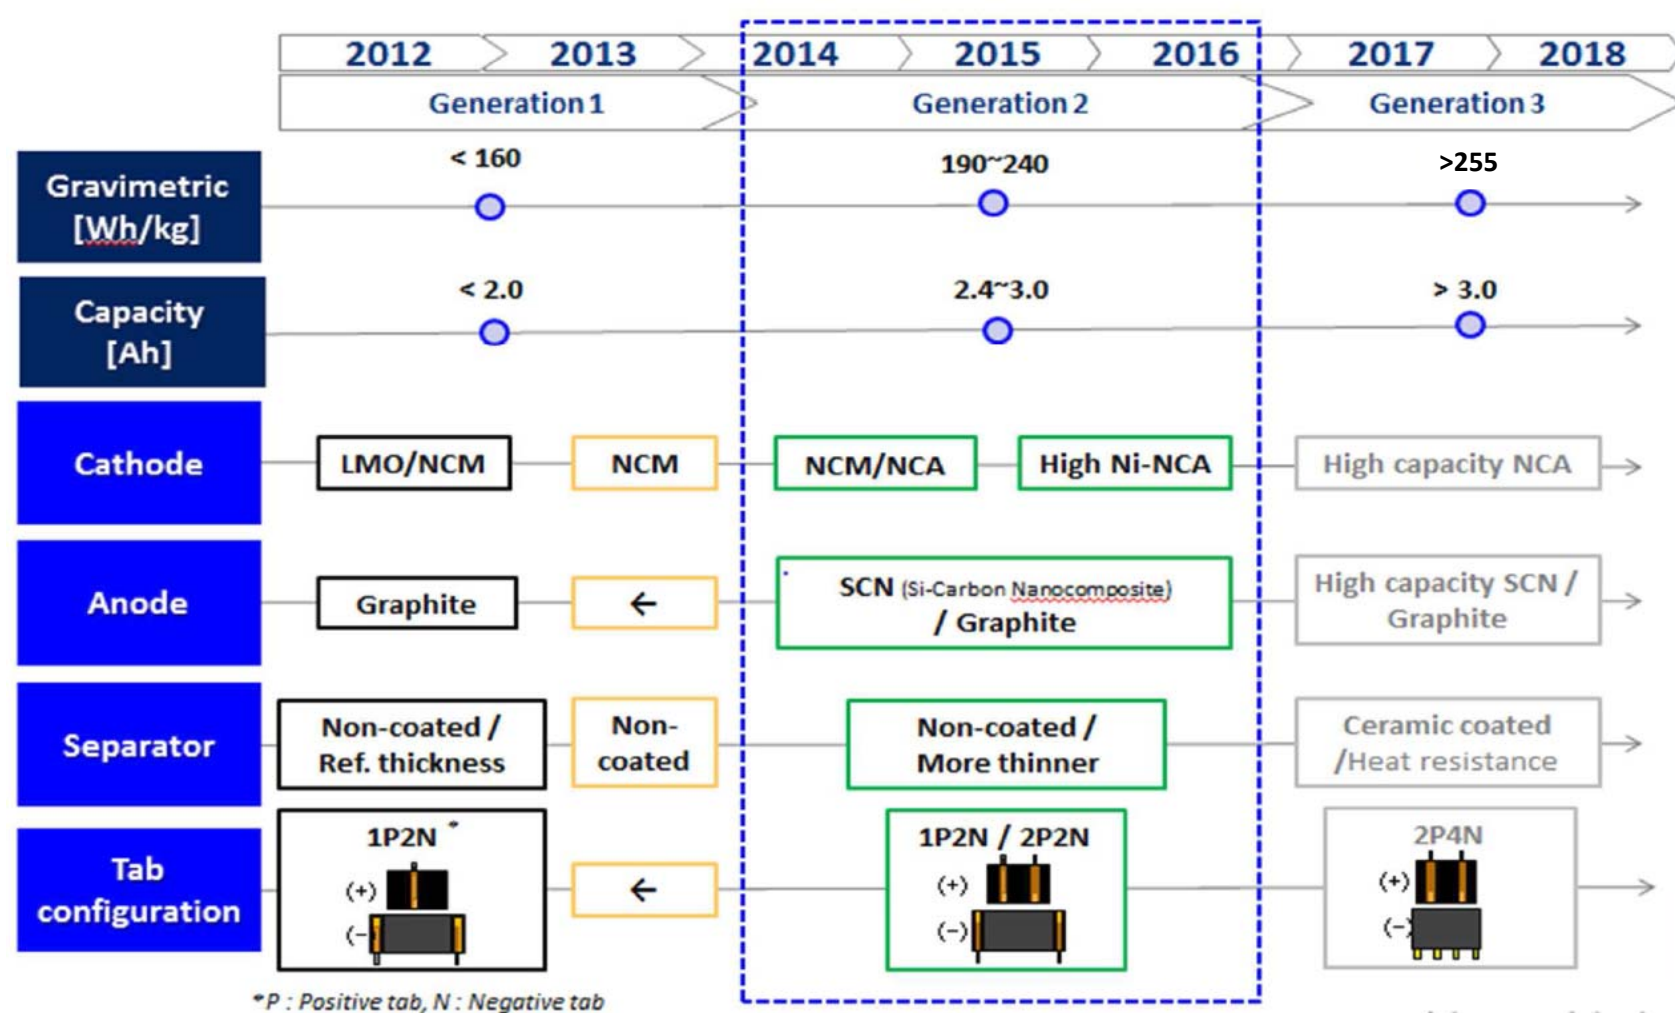 2012 2013 2014 2015 2016 2017 2018
Generation 1 Generation 2 Generation 3
Gravimetric
[Wh/kg]
< 160 190~240 >255
Capacity
[Ah]
< 2.0 2.4~3.0 > 3.0
Cathode
LMO/NCM NCM NCM/NCA High Ni-NCA High capacity NCA
Anode
Graphite
←
SCN (Si-Carbon Nanocomposite)
/ Graphite
High capacity SCN /
Graphite
Separator
Non-coated /
Ref. thickness
Non-
coated
Non-coated /
More thinner
Ceramic coated
/Heat resistance
Tab
configuration
1P2N *
(+)
(-)
←
1P2N / 2P2N
(+)
(-)
2P4N
(+)
(-)
*P : Positive tab, N : Negative tab